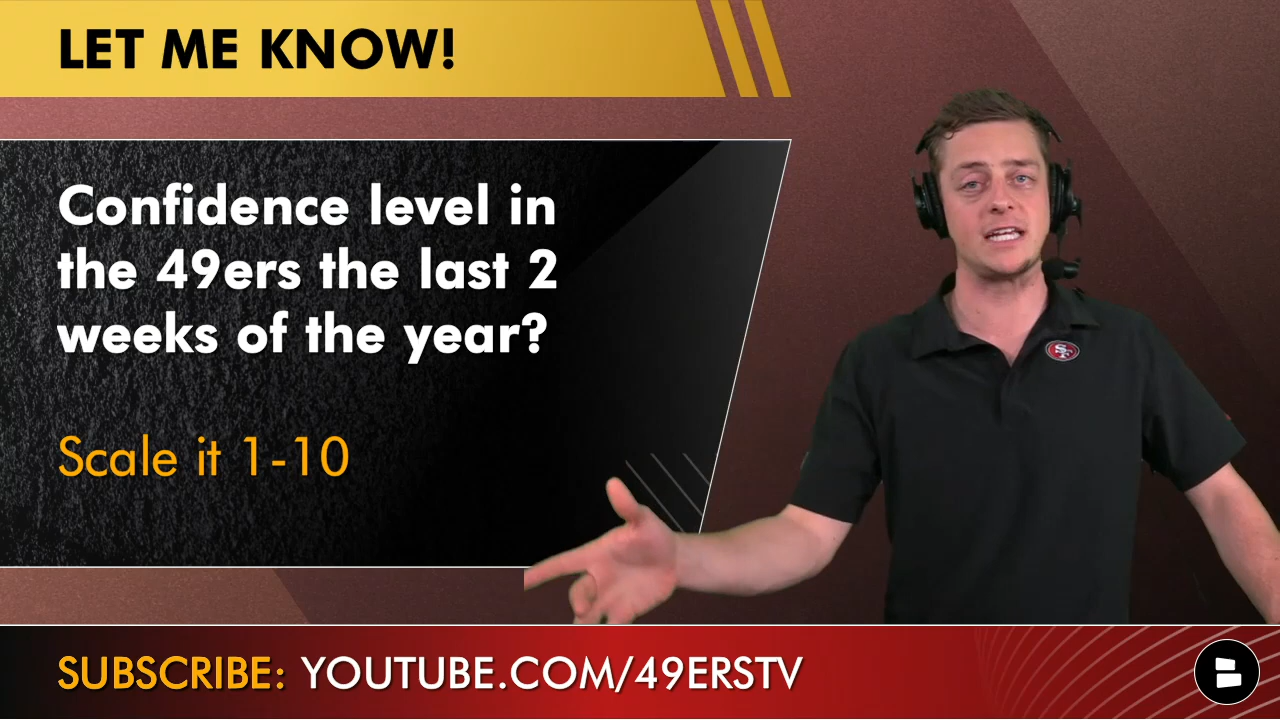 LET ME KNOW!
Confidence level in
the 49ers the last 2
weeks of the year?
Scale it 1-10
SF
SUBSCRIBE: YOUTUBE.COM/49ERSTV